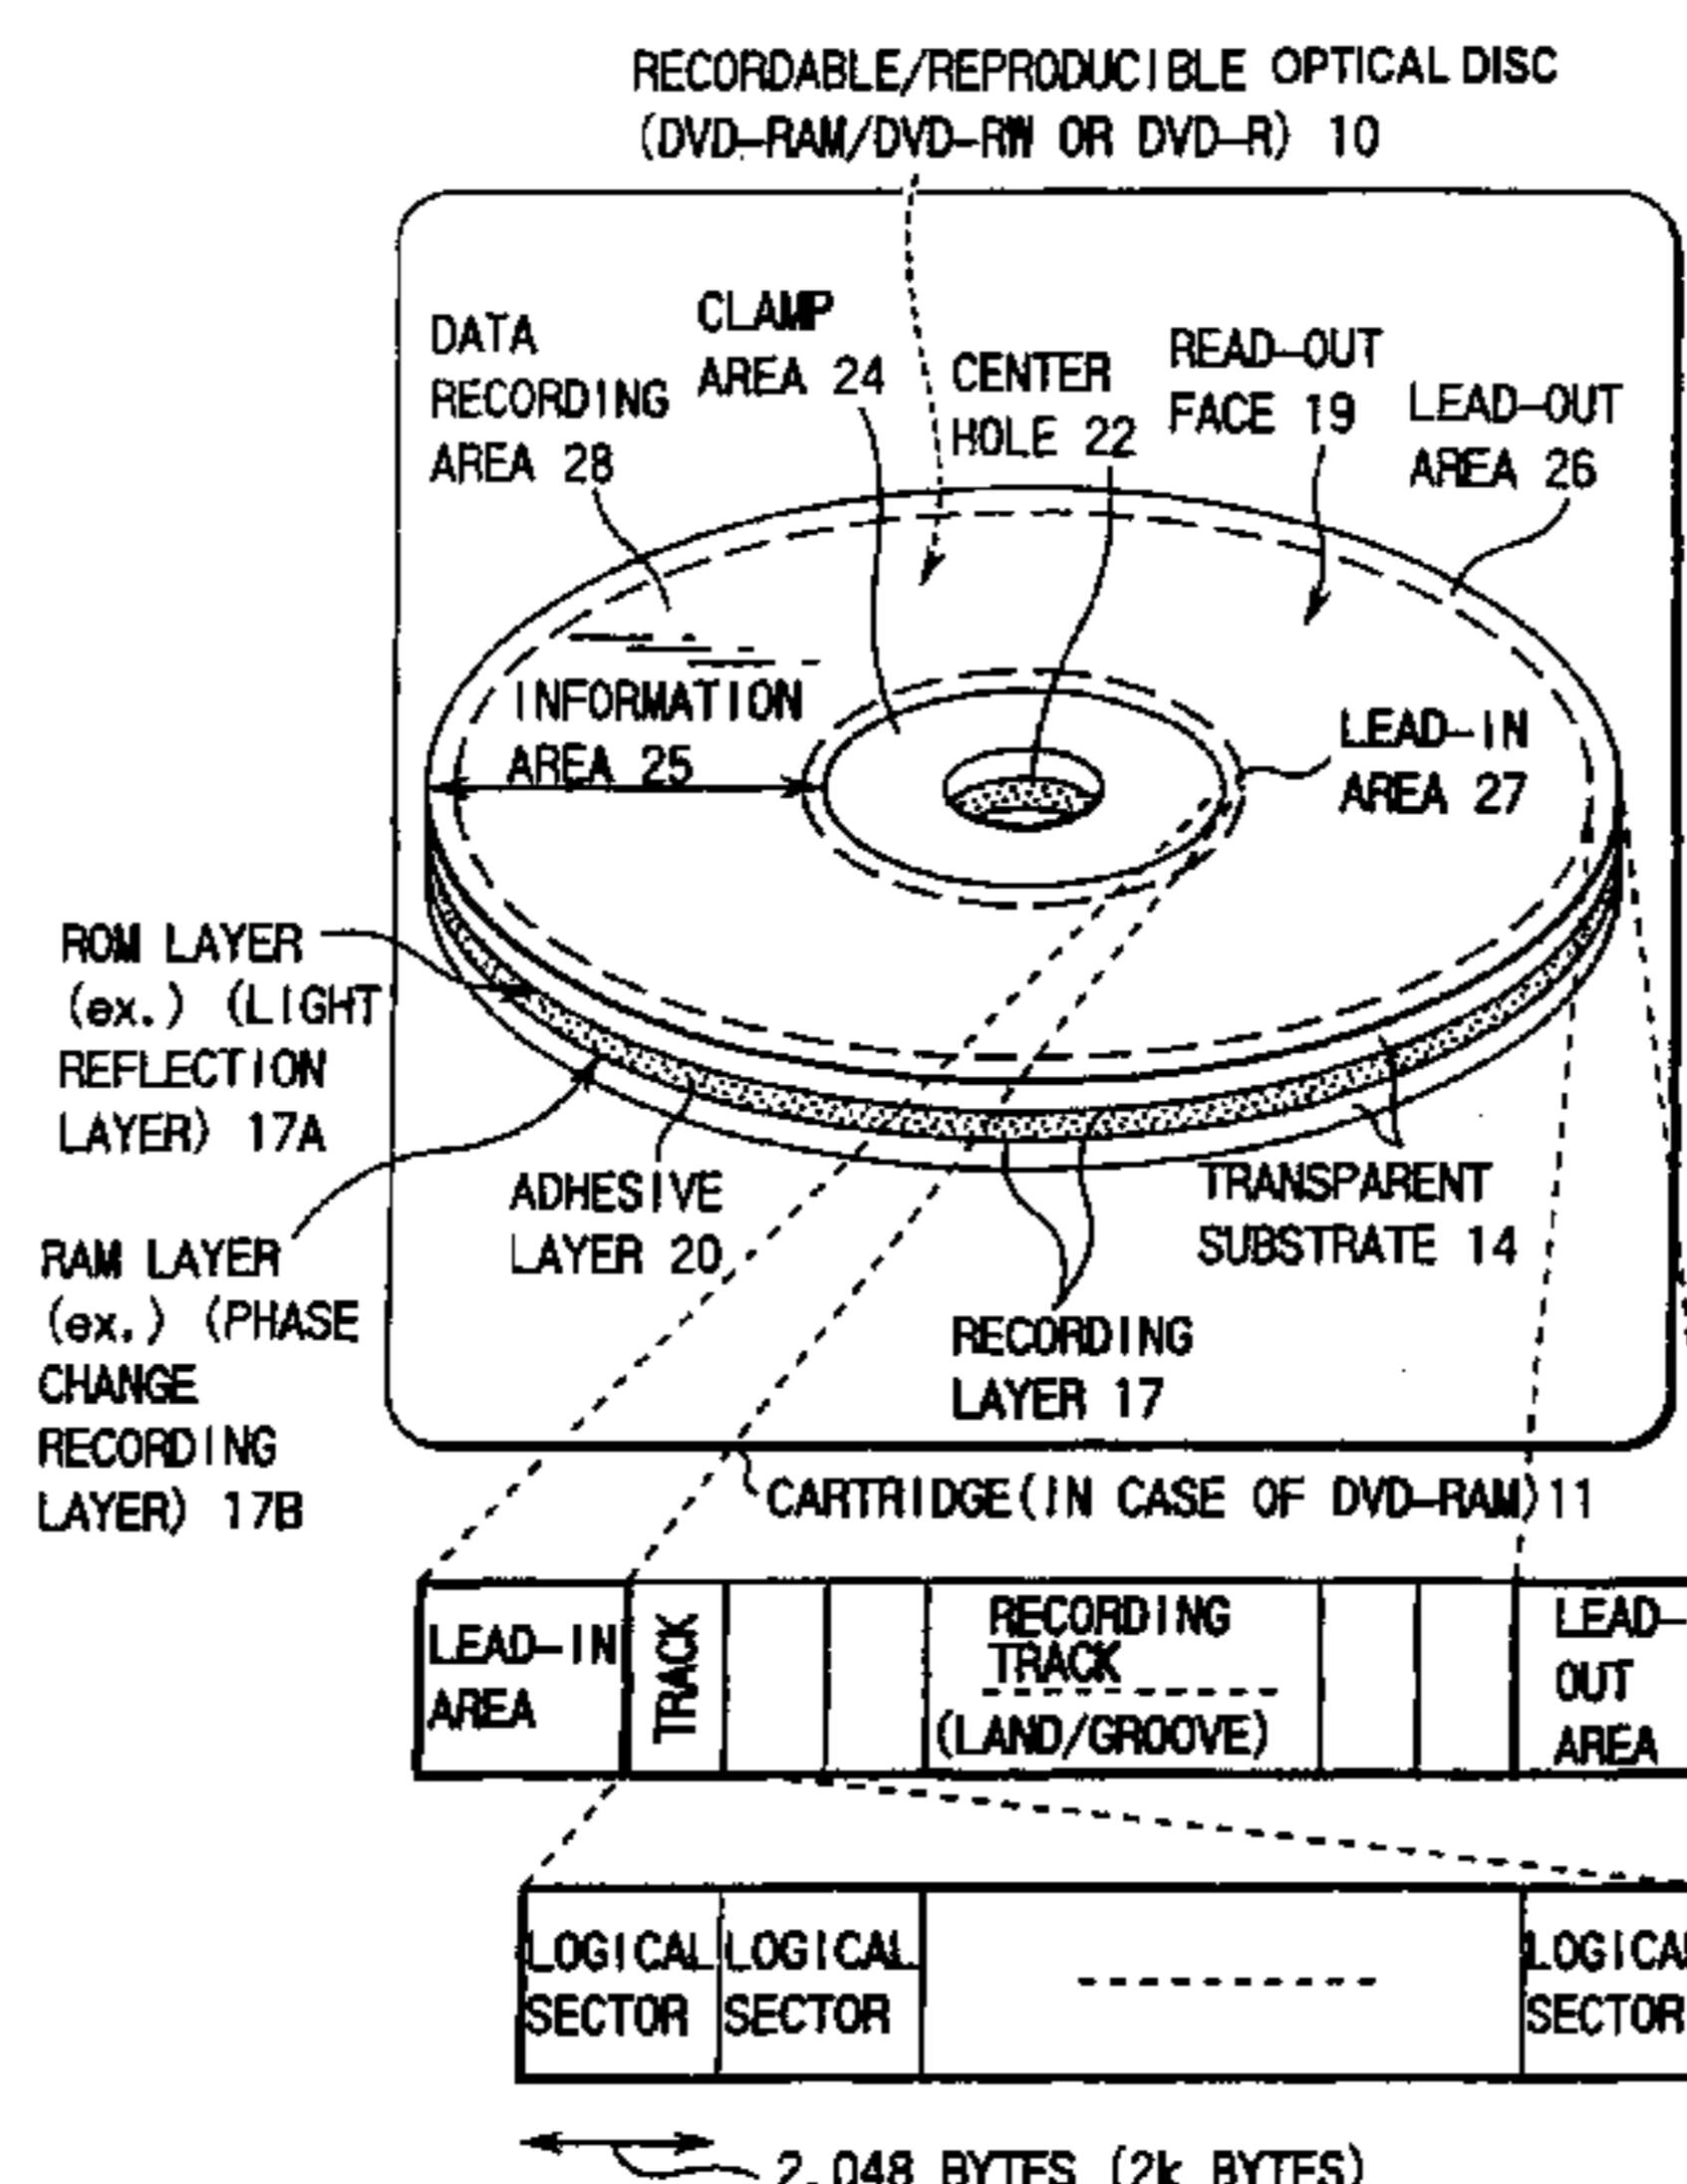 RECORDABLE/REPRODUCIBLE OPTICAL DISC
(DVD-RAM/DVD-RW OR DVD-R) 10
DATA
RECORDING
AREA 28
CLAMP
AREA 24
CENTER
HOLE 22
READ-OUT
FACE 19
LEAD-OUT
AREA 26
INFORMATION
AREA 25
LEAD-IN
AREA 27
ROM LAYER
(ex.) (LIGHT
REFLECTION
LAYER) 17A
RAM LAYER
(ex.) (PHASE
CHANGE
RECORDING
LAYER) 17B
ADHESIVE
LAYER 20
TRANSPARENT
SUBSTRATE 14
RECORDING
LAYER 17
CARTRIDGE(IN CASE OF DVD-RAM)11
LEAD-IN
AREA
TRACK
RECORDING
TRACK
(LAND/GROOVE)
LEAD-
OUT
AREA
LOGICAL
SECTOR
LOGICAL
SECTOR
LOGICAL
SECTOR
2,048 BYTES (2k BYTES)